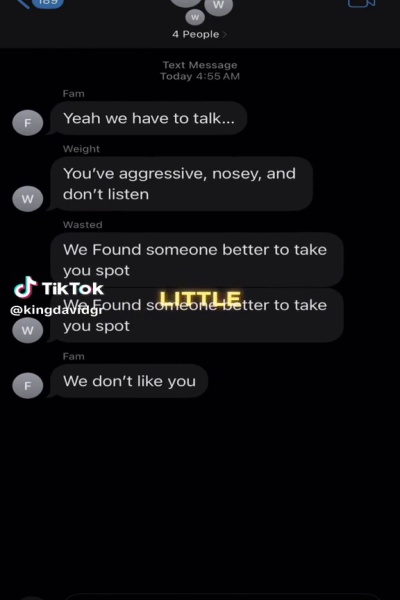 189
W
W
4 People
Text Message
Today 4:55 AM
Fam
F
Yeah we have to talk...
Weight
You've aggressive, nosey, and
don't listen
W
Wasted
We Found someone better to take
you spot
TikTok
@kingdavidgr
LITTLE
We Found someone better to take
you spot
W
Fam
We don't like you
F